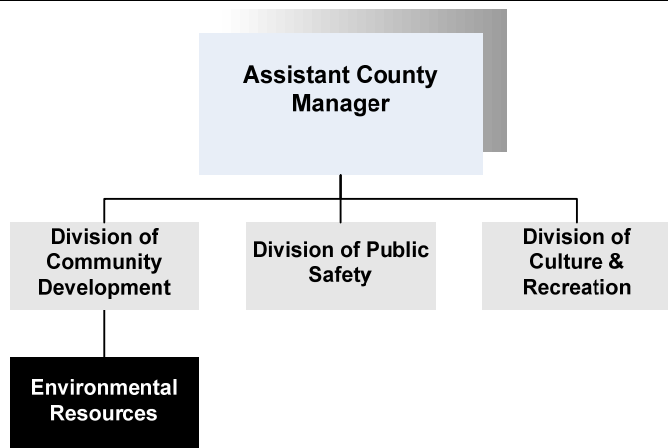 Assistant County
Manager
Division of
Community
Development
Division of Public
Safety
Division of
Culture &
Recreation
Environmental
Resources